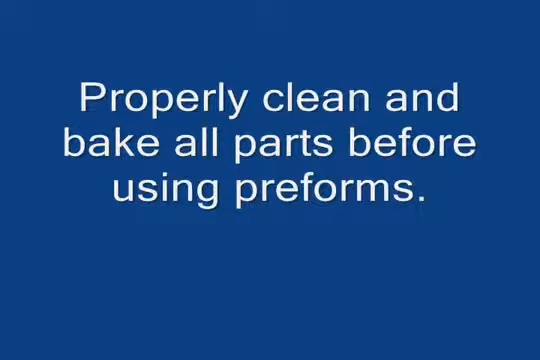 Properly clean and
bake all parts before
using preforms.